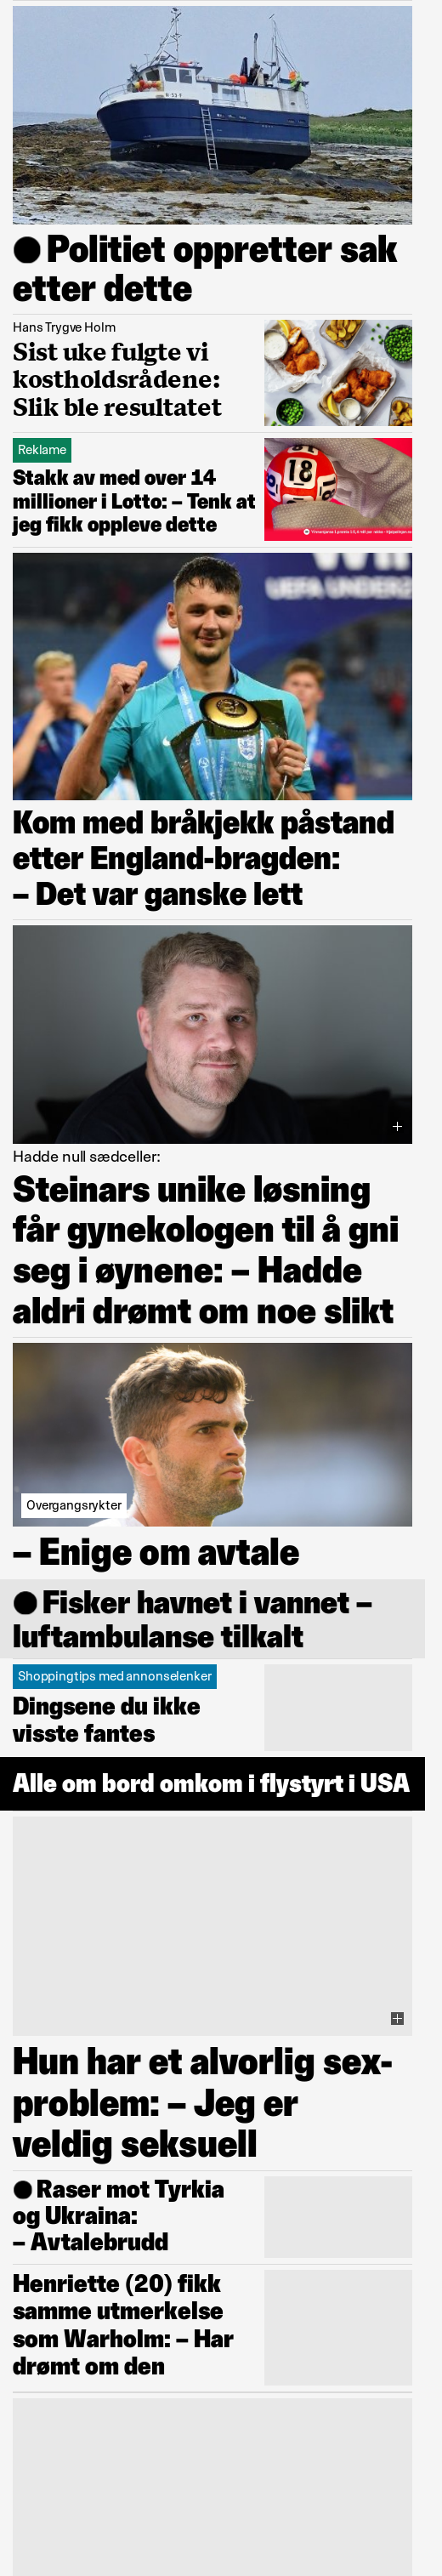 Politiet oppretter sak
etter dette
Hans Trygve Holm
Sist uke fulgte vi
kostholdsrådene:
Slik ble resultatet
Reklame
Stakk av med over 14
millioner i Lotto: – Tenk at
jeg fikk oppleve dette
18
UEFA UNDER2
Kom med bråkjekk påstand
etter England-bragden:
– Det var ganske lett
Hadde null sædceller:
Steinars unike løsning
får gynekologen til å gni
seg i øynene: – Hadde
aldri drømt om noe slikt
Overgangsrykter
– Enige om avtale
Fisker havnet i vannet –
luftambulanse tilkalt
Shoppingtips med annonselenker
Dingsene du ikke
visste fantes
Alle om bord omkom i flystyrt i USA
Hun har et alvorlig sex-
problem: – Jeg er
veldig seksuell
Raser mot Tyrkia
og Ukraina:
– Avtalebrudd
Henriette (20) fikk
samme utmerkelse
som Warholm: – Har
drømt om den